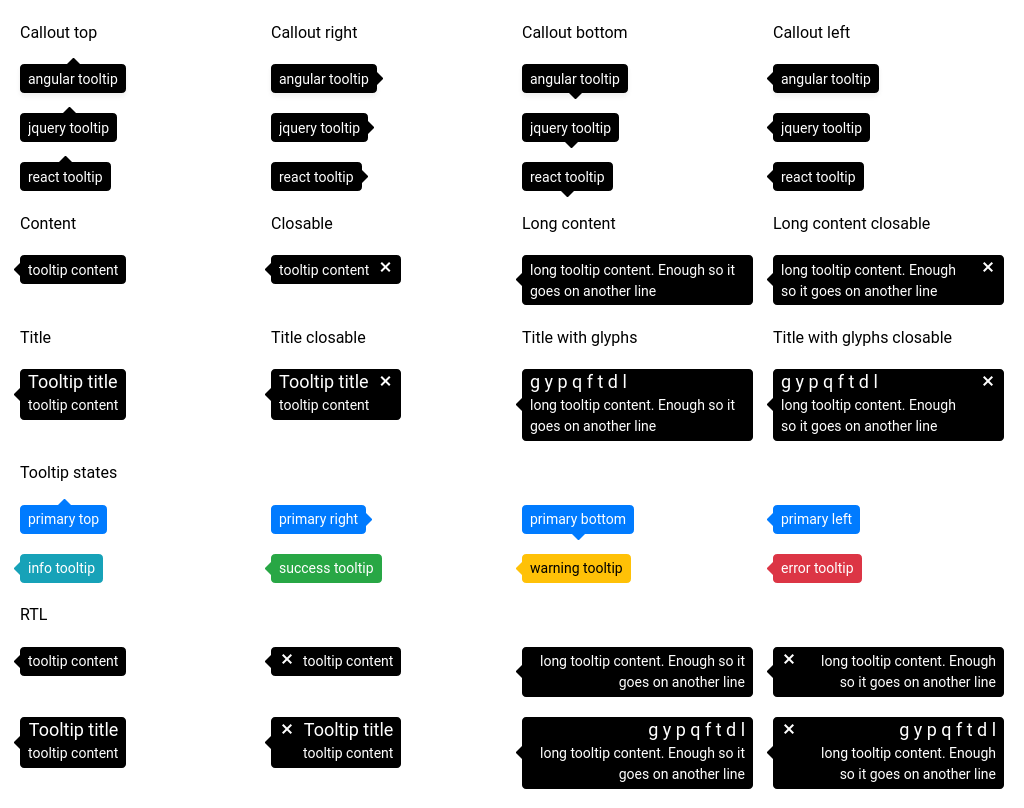 Callout top
Callout right
Callout bottom
Callout left
angular tooltip
angular tooltip
angular tooltip
angular tooltip
jquery tooltip
jquery tooltip
jquery tooltip
jquery tooltip
react tooltip
react tooltip
react tooltip
react tooltip
Content
Closable
Long content
Long content closable
tooltip content
tooltip content
long tooltip content. Enough so it
goes on another line
long tooltip content. Enough
so it goes on another line
Title
Title closable
Title with glyphs
Title with glyphs closable
Tooltip title
tooltip content
Tooltip title
tooltip content
g y p q f t d l
long tooltip content. Enough so it
goes on another line
g y p q f t d l
long tooltip content. Enough
so it goes on another line
Tooltip states
primary top
primary right
primary bottom
primary left
info tooltip
success tooltip
warning tooltip
error tooltip
RTL
tooltip content
tooltip content
long tooltip content. Enough so it
goes on another line
long tooltip content. Enough
so it goes on another line
Tooltip title
tooltip content
Tooltip title
tooltip content
g y p q f t d l
long tooltip content. Enough so it
goes on another line
g y p q f t d l
long tooltip content. Enough
so it goes on another line